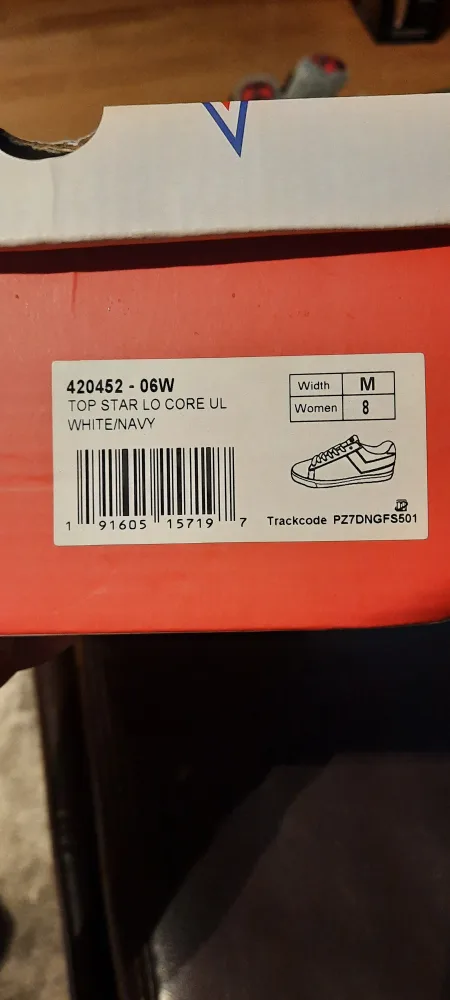 420452 - 06W
TOP STAR LO CORE UL
WHITE/NAVY
Width M
Women 8
1 91605 15719 7
Trackcode PZ7DNGFS501